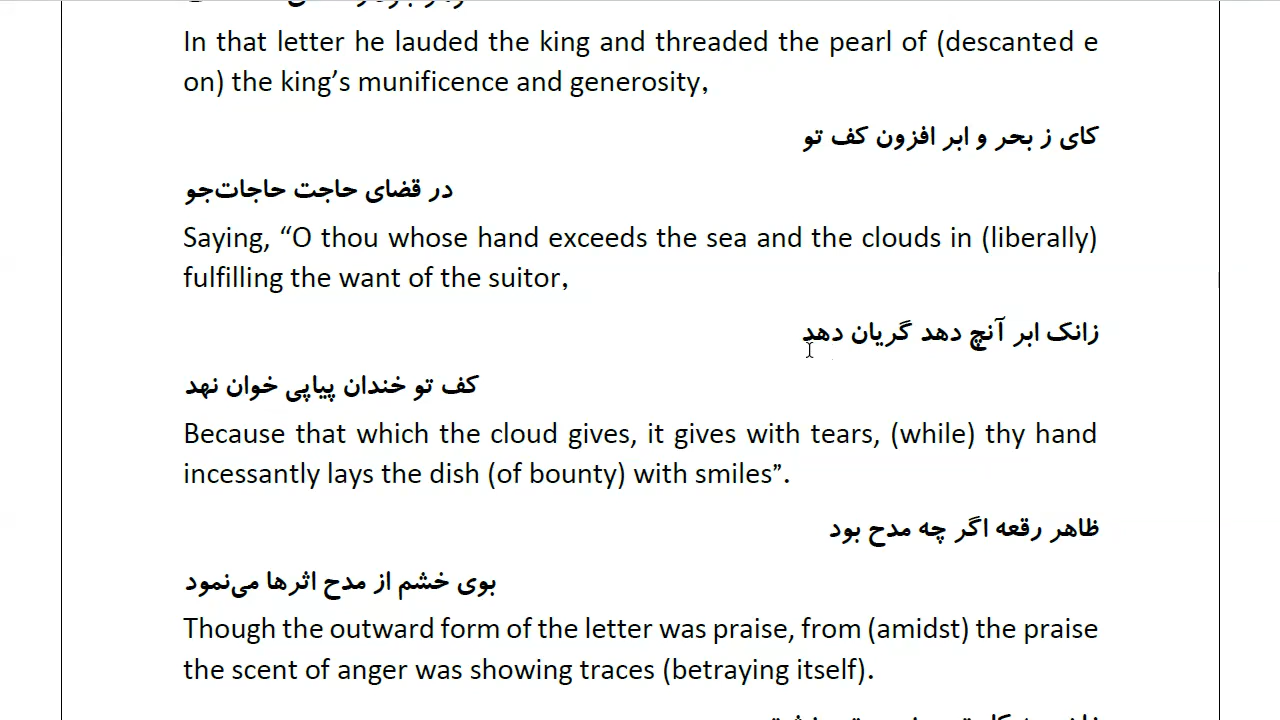 In that letter he lauded the king and threaded the pearl of (descanted e
on) the king’s munificence and generosity,
کای ز بحر و ابر افزون کف تو
در قضای حاجت حاجات‌جو
Saying, “O thou whose hand exceeds the sea and the clouds in (liberally)
fulfilling the want of the suitor,
زانک ابر آنچ دهد گریان دهد
کف تو خندان پیاپی خوان نهد
Because that which the cloud gives, it gives with tears, (while) thy hand
incessantly lays the dish (of bounty) with smiles”.
ظاهر رقعه اگر چه مدح بود
بوی خشم از مدح اثرها می‌نمود
Though the outward form of the letter was praise, from (amidst) the praise
the scent of anger was showing traces (betraying itself).